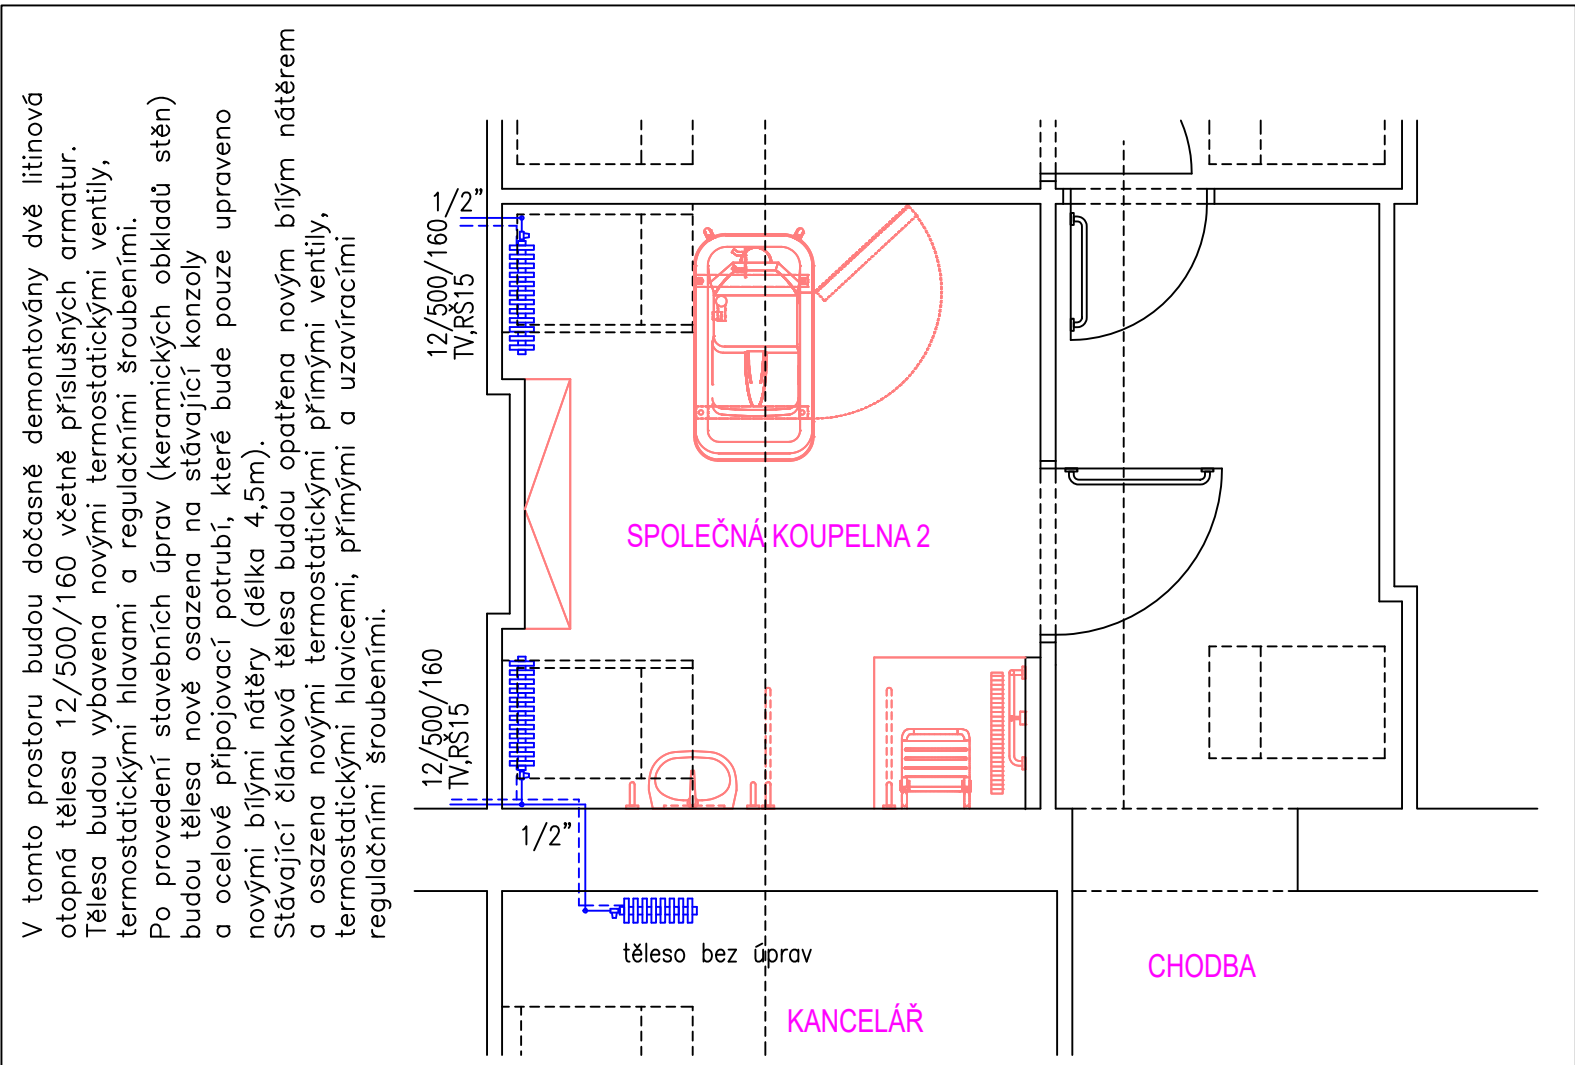 V tomto prostoru budou dočasně demontovány dvě litinová
otopná tělesa 12/500/160 včetně příslušných armatur.
Tělesa budou vybavena novými termostatickými ventily,
termostatickými hlavami a regulačními šroubeními.
Po provedení stavebních úprav (keramických obkladů stěn)
budou tělesa nově osazena na stávající konzoly
a ocelové připojovací potrubí, které bude pouze upraveno
novými bílými nátěry (délka 4,5m).
Stávající článková tělesa budou opatřena novým bílým nátěrem
a osazena novými termostatickými přímými ventily,
termostatickými hlavicemi, přímými a uzavíracími
regulačními šroubeními.
1/2"
12/500/160
TV,RŠ15
SPOLEČNÁ KOUPELNA 2
12/500/160
TV,RŠ15
1/2"
těleso bez úprav
CHODBA
KANCELÁŘ